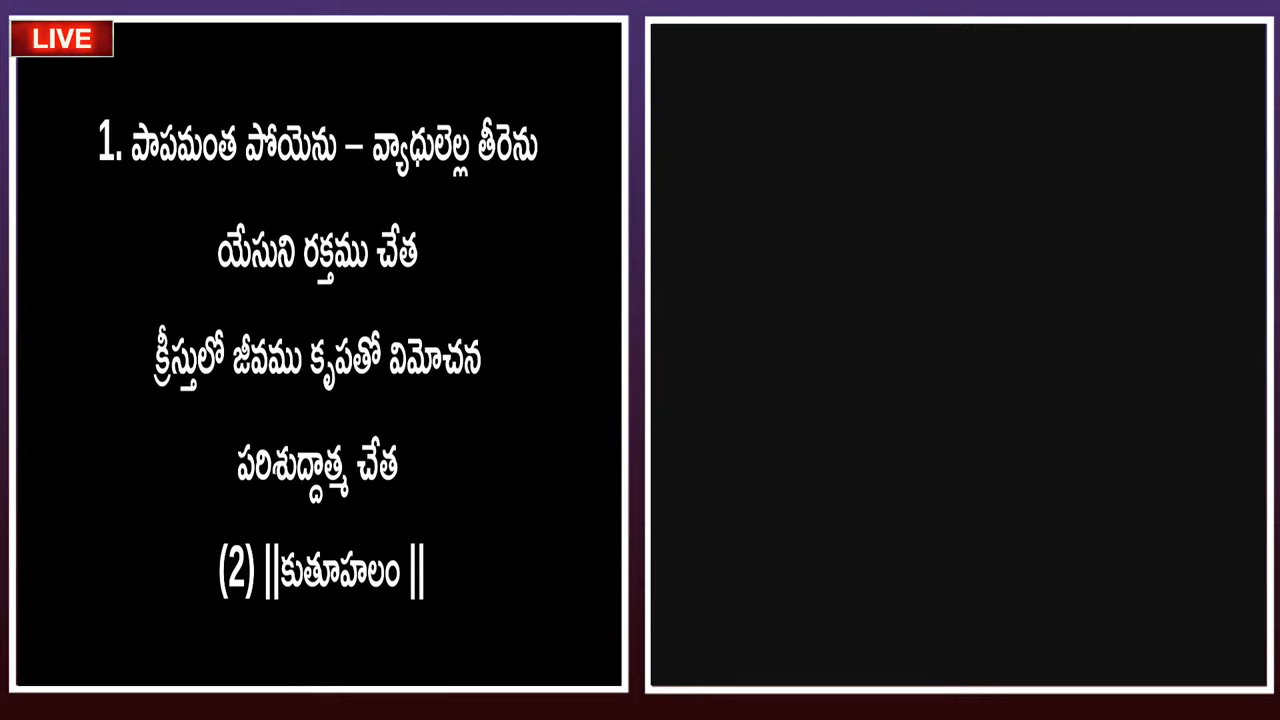 LIVE
1. పాపమంత పోయెను – వ్యాధులెల్ల తీరెను
యేసుని రక్తము చేత
క్రీస్తులో జీవము కృపతో విమోచన
పరిశుద్దాత్మ చేత
(2) ||కుతూహలం ||